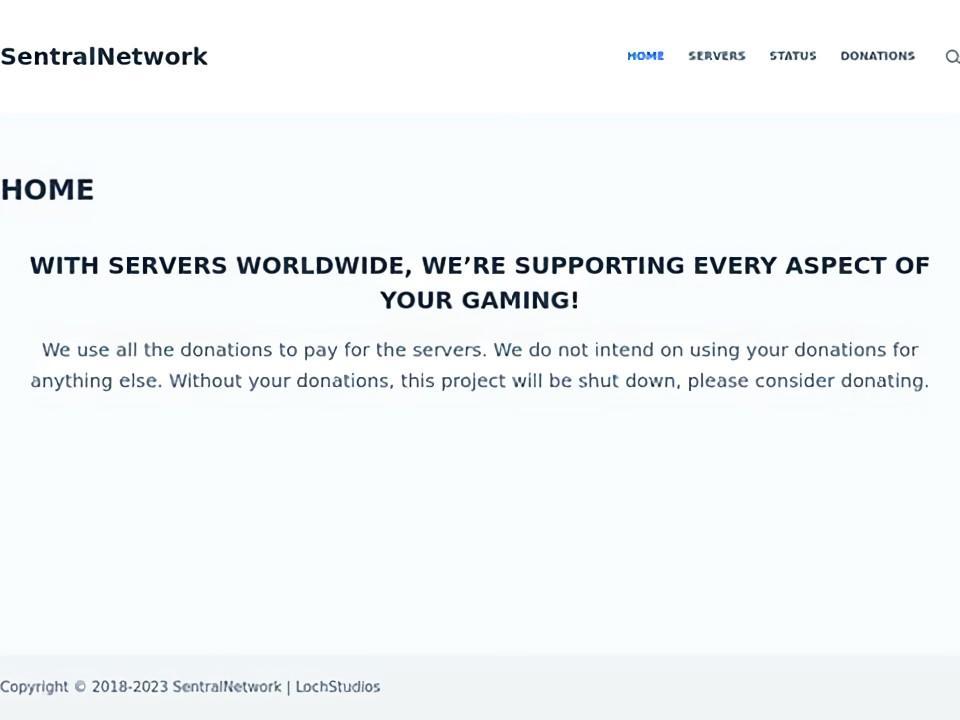 SentralNetwork
HOME SERVERS STATUS DONATIONS
HOME
WITH SERVERS WORLDWIDE, WE’RE SUPPORTING EVERY ASPECT OF
YOUR GAMING!
We use all the donations to pay for the servers. We do not intend on using your donations for
anything else. Without your donations, this project will be shut down, please consider donating.
Copyright © 2018-2023 SentralNetwork | LochStudios